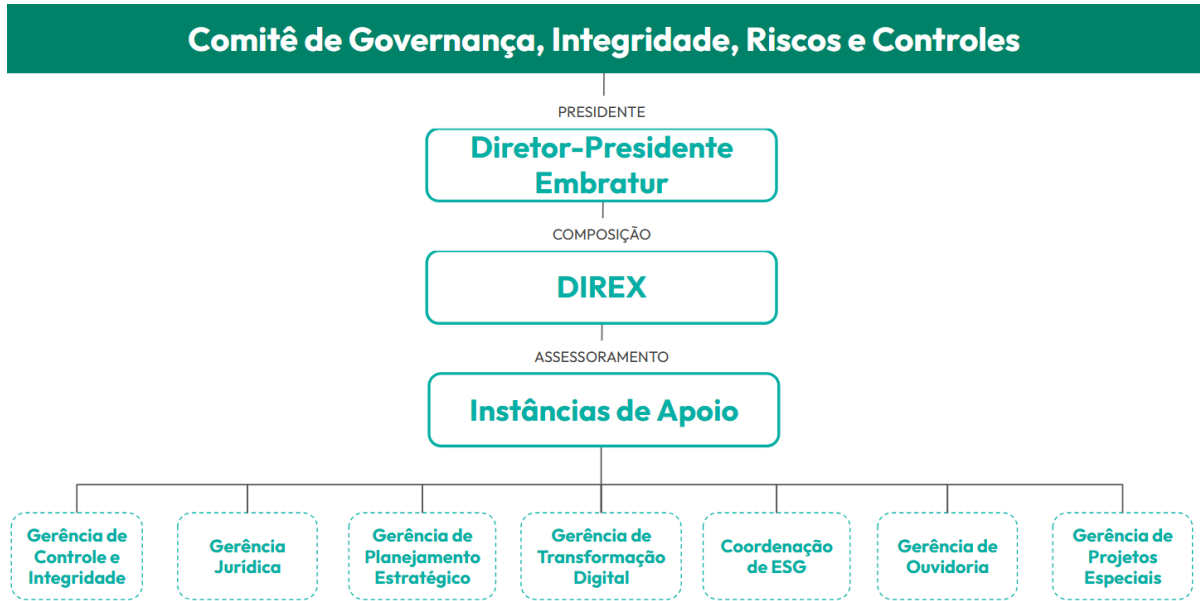 Comitê de Governança, Integridade, Riscos e Controles
PRESIDENTE
Diretor-Presidente
Embratur
COMPOSIÇÃO
DIREX
ASSESSORAMENTO
Instâncias de Apoio
Gerência de
Controle e
Integridade
Gerência
Jurídica
Gerência de
Planejamento
Estratégico
Gerência de
Transformação
Digital
Coordenação
de ESG
Gerência de
Ouvidoria
Gerência de
Projetos
Especiais